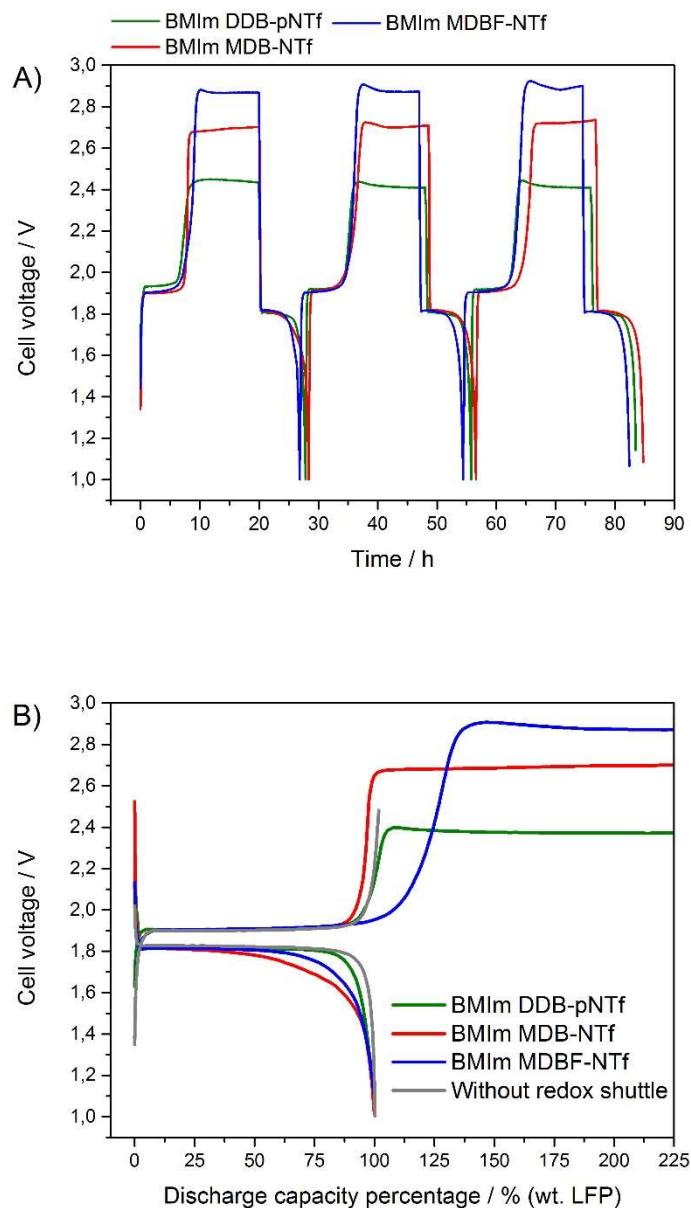 BMIm DDB-pNTf BMIm MDBF-NTf
BMIm MDB-NTf
A)
3,0
2,8
2,6
2,4
2,2
2,0
1,8
1,6
1,4
1,2
1,0
Cell voltage / V
0 10 20 30 40 50 60 70 80 90
Time / h
B)
3,0
2,8
2,6
2,4
2,2
2,0
1,8
1,6
1,4
1,2
1,0
Cell voltage / V
BMIm DDB-pNTf
BMIm MDB-NTf
BMIm MDBF-NTf
Without redox shuttle
0 25 50 75 100 125 150 175 200 225
Discharge capacity percentage / % (wt. LFP)